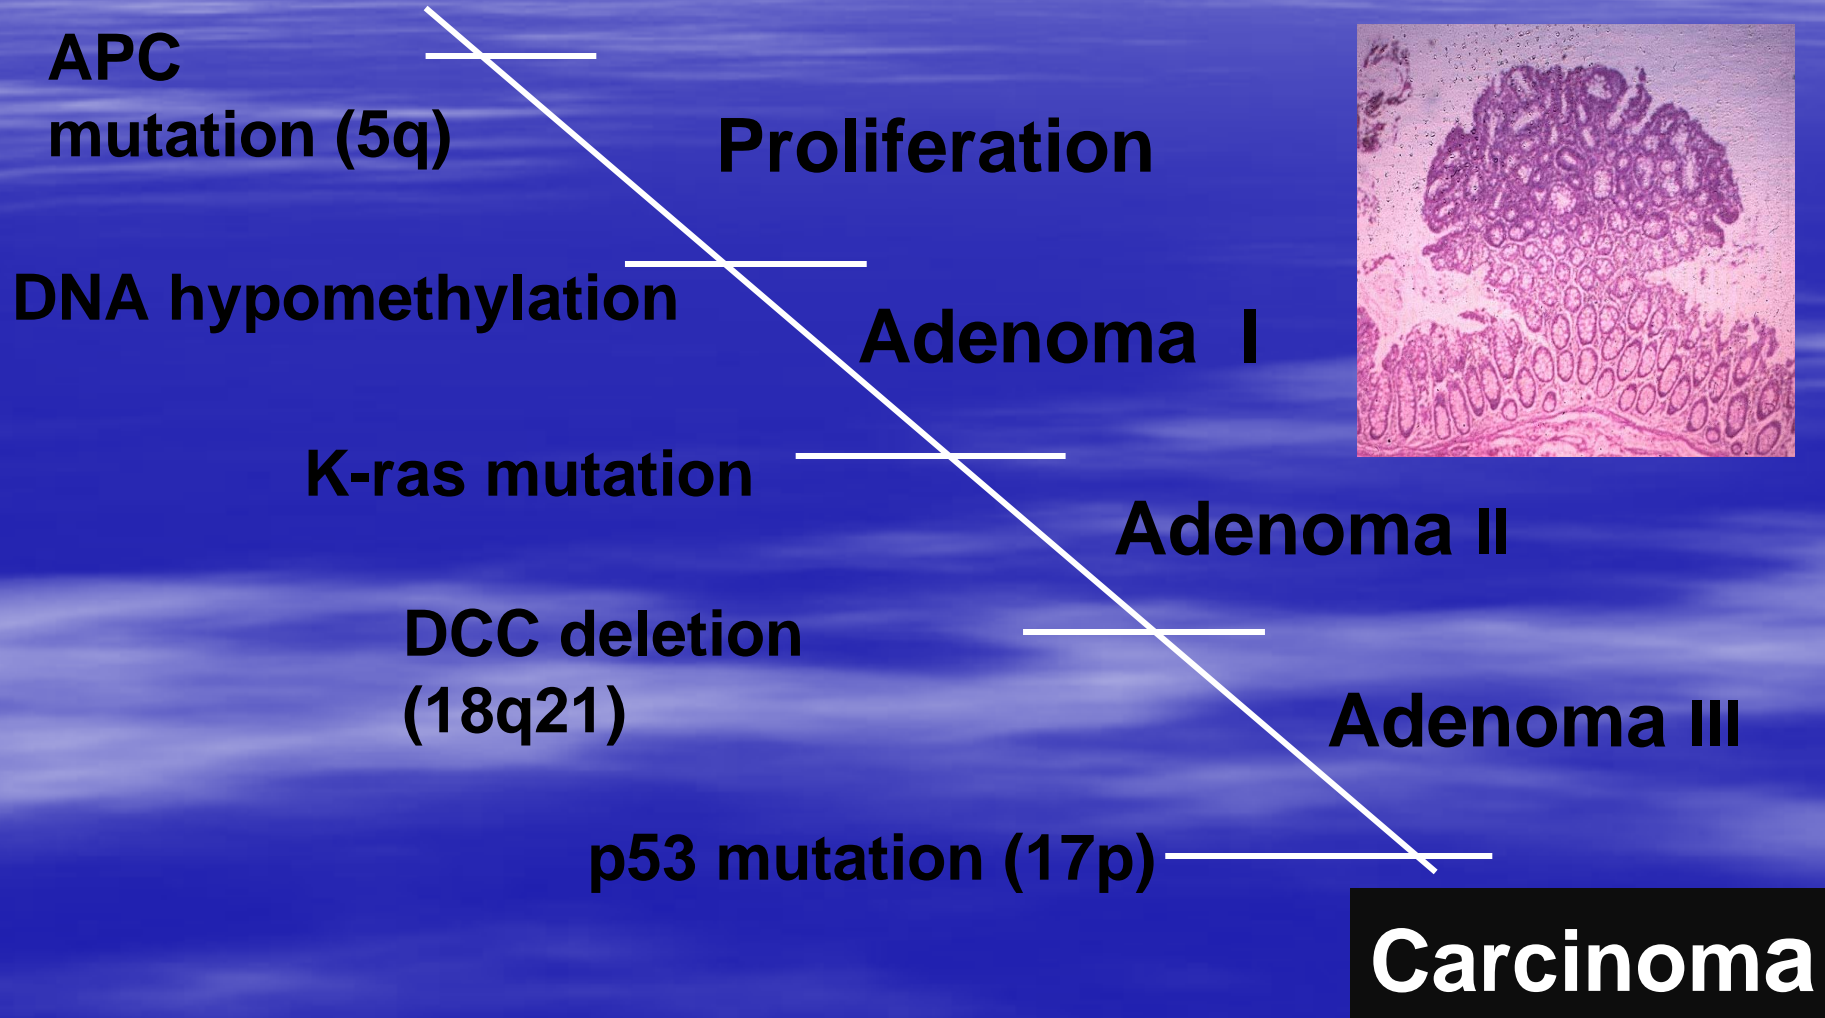 APC
mutation (5q)
Proliferation
DNA hypomethylation
Adenoma I
K-ras mutation
Adenoma II
DCC deletion
(18q21)
Adenoma III
p53 mutation (17p)
Carcinoma